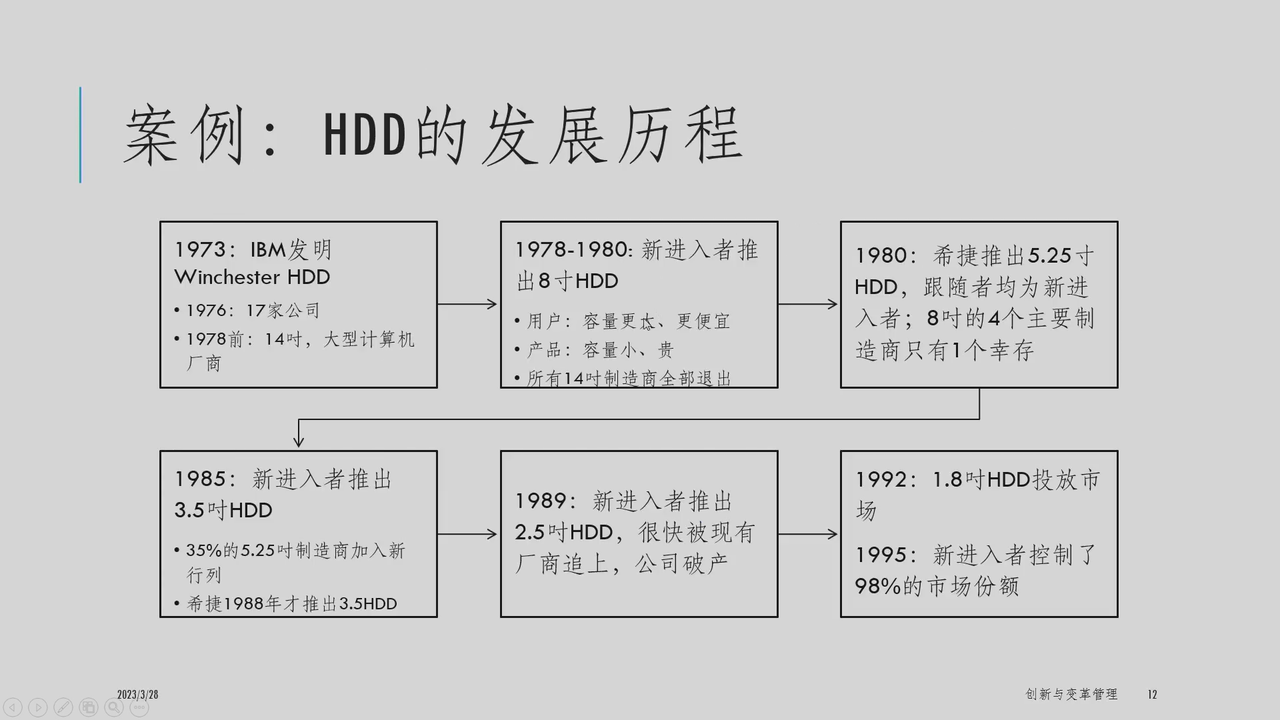 案例：HDD的发展历程
1973：IBM发明
Winchester HDD
• 1976：17家公司
• 1978前：14吋，大型计算机
厂商
1978-1980: 新进入者推
出8寸HDD
• 用户：容量更大、更便宜
• 产品：容量小、贵
• 所有14吋制造商全部退出
1980：希捷推出5.25寸
HDD，跟随者均为新进
入者；8吋的4个主要制
造商只有1个幸存
1985：新进入者推出
3.5吋HDD
• 35%的5.25吋制造商加入新
行列
• 希捷1988年才推出3.5HDD
1989：新进入者推出
2.5吋HDD，很快被现有
厂商追上，公司破产
1992：1.8吋HDD投放市
场
1995：新进入者控制了
98%的市场份额
2023/3/28
创新与变革管理
12